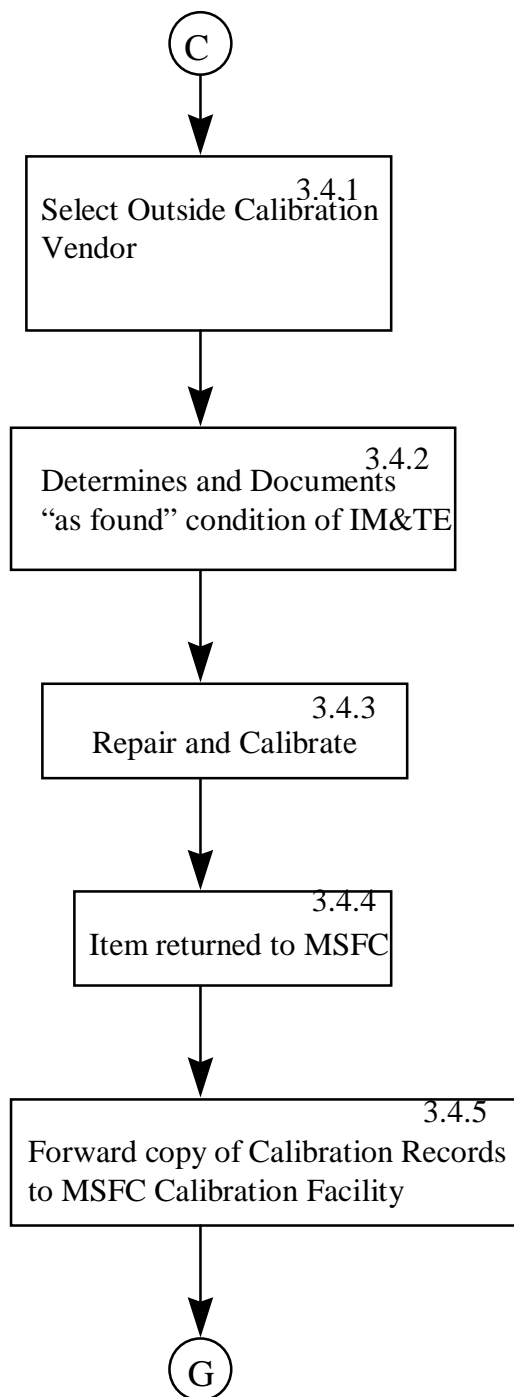 C
3.4.1
Select Outside Calibration
Vendor
3.4.2
Determines and Documents
“as found” condition of IM&TE
3.4.3
Repair and Calibrate
3.4.4
Item returned to MSFC
3.4.5
Forward copy of Calibration Records
to MSFC Calibration Facility
G